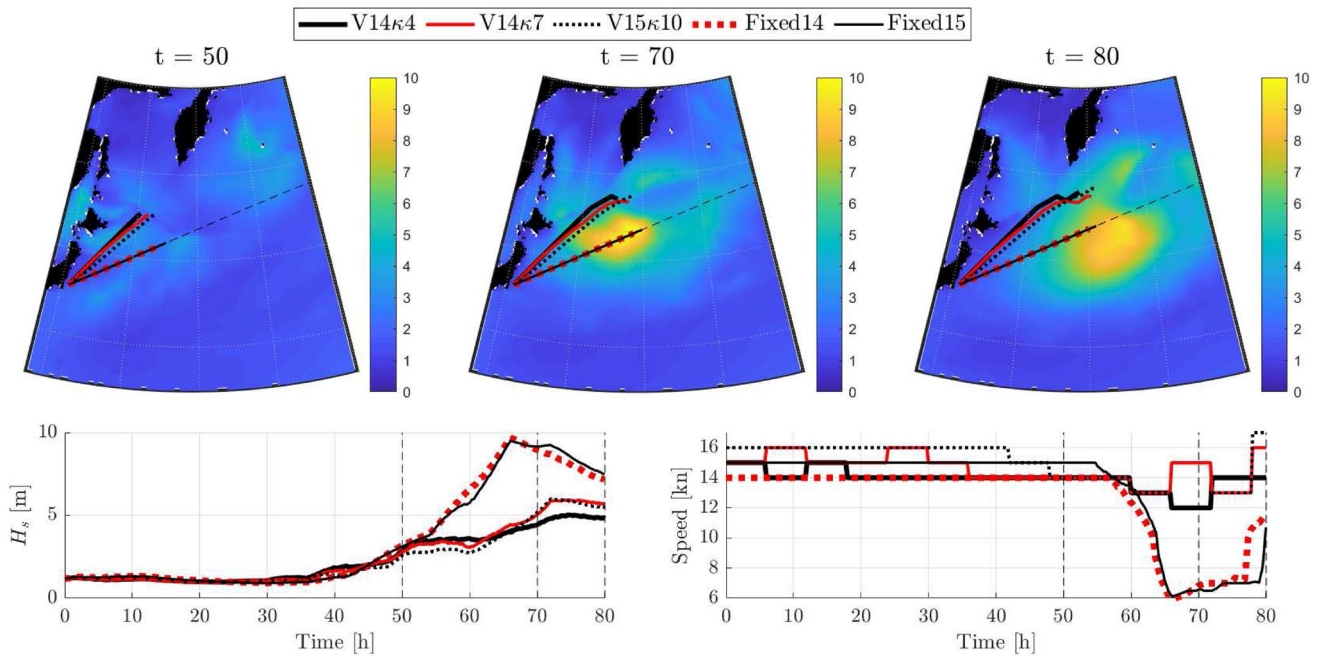 V14κ4 V14κ7 V15κ10 Fixed14 Fixed15
t = 50 t = 70 t = 80
10 10 10
9 9 9
8 8 8
7 7 7
6 6 6
5 5 5
4 4 4
3 3 3
2 2 2
1 1 1
0 0 0
10
5
0
H_s [m]
0 10 20 30 40 50 60 70 80
Time [h]
16
14
12
10
8
6
Speed [kn]
0 10 20 30 40 50 60 70 80
Time [h]